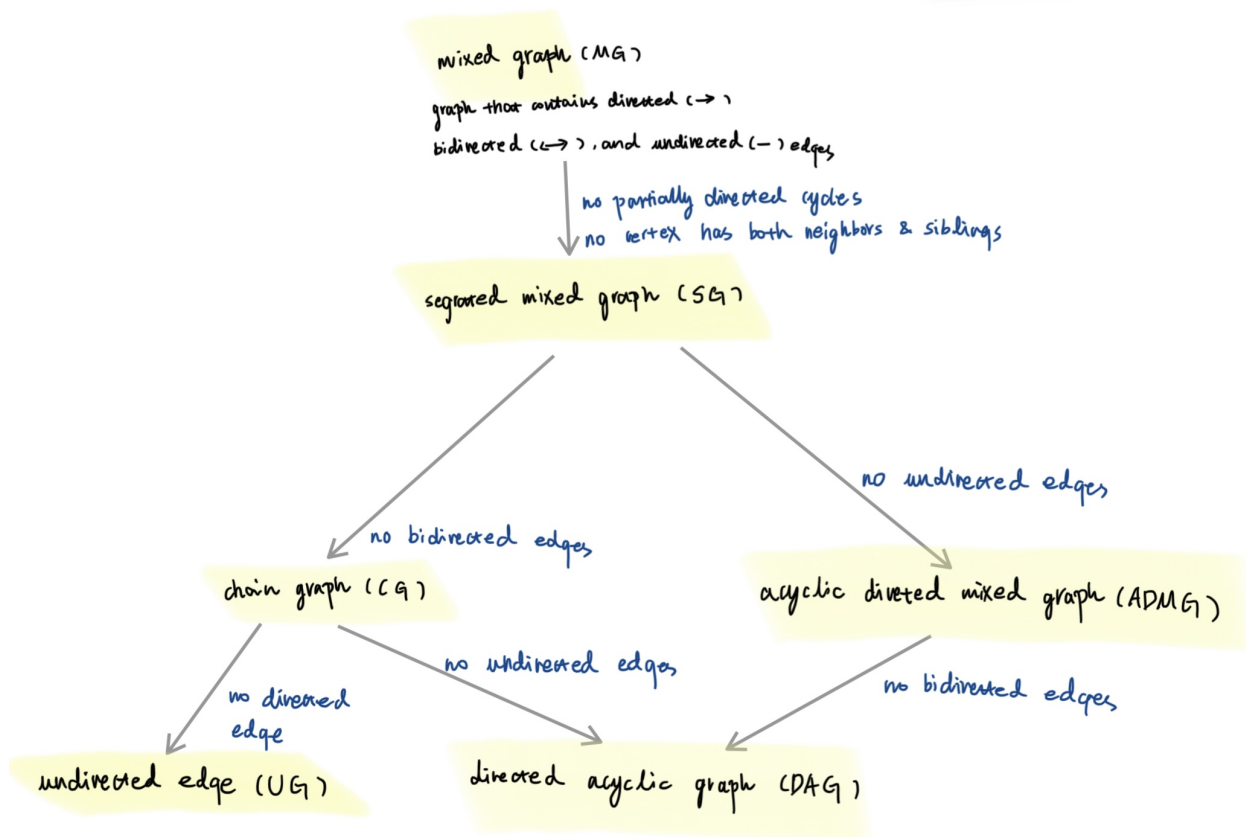 mixed graph (MG)
graph that contains directed (→)
bidirected (↔), and undirected (—) edges
no partially directed cycles
no vertex has both neighbors & siblings
segrated mixed graph (SG)
no undirected edges
no bidirected edges
chain graph (CG)
acyclic diveted mixed graph (ADMG)
no undirected edges
no bidirected edges
no directed
edge
undirected edge (UG)
directed acyclic graph (DAG)